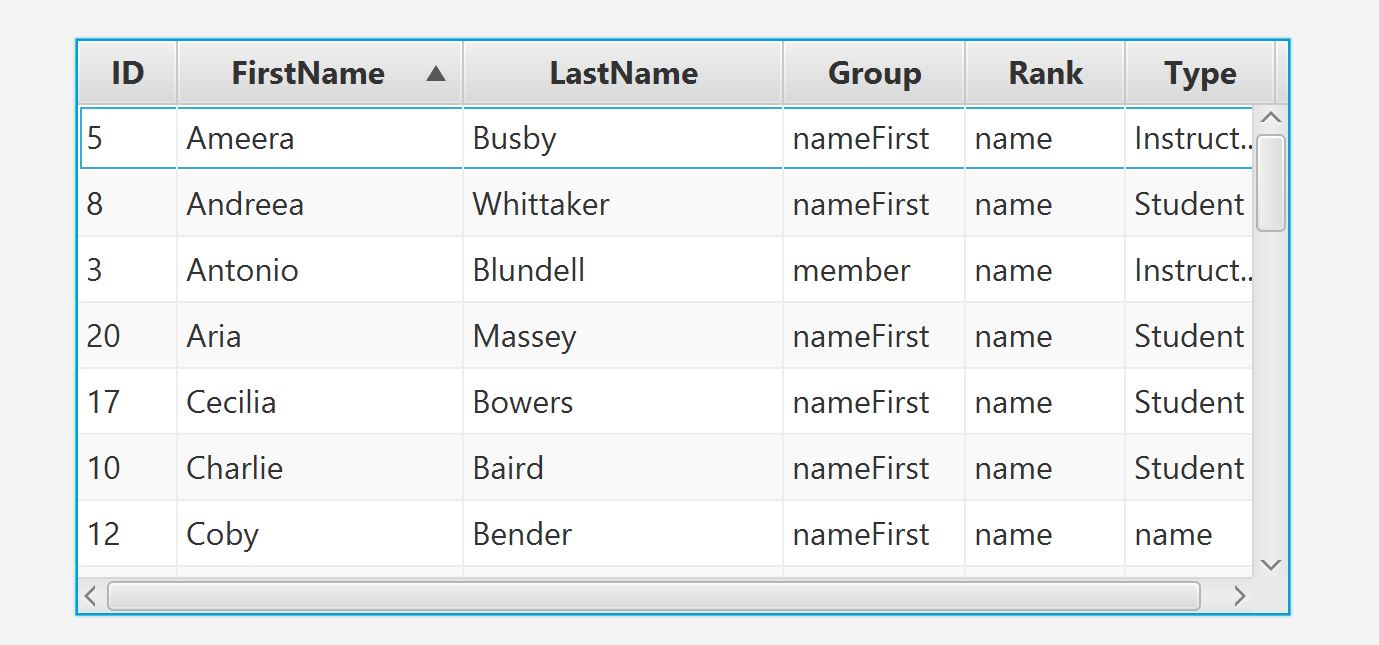 ID FirstName ▲ LastName Group Rank Type
5 Ameera Busby nameFirst name Instruct..
8 Andreea Whittaker nameFirst name Student
3 Antonio Blundell member name Instruct..
20 Aria Massey nameFirst name Student
17 Cecilia Bowers nameFirst name Student
10 Charlie Baird nameFirst name Student
12 Coby Bender nameFirst name name